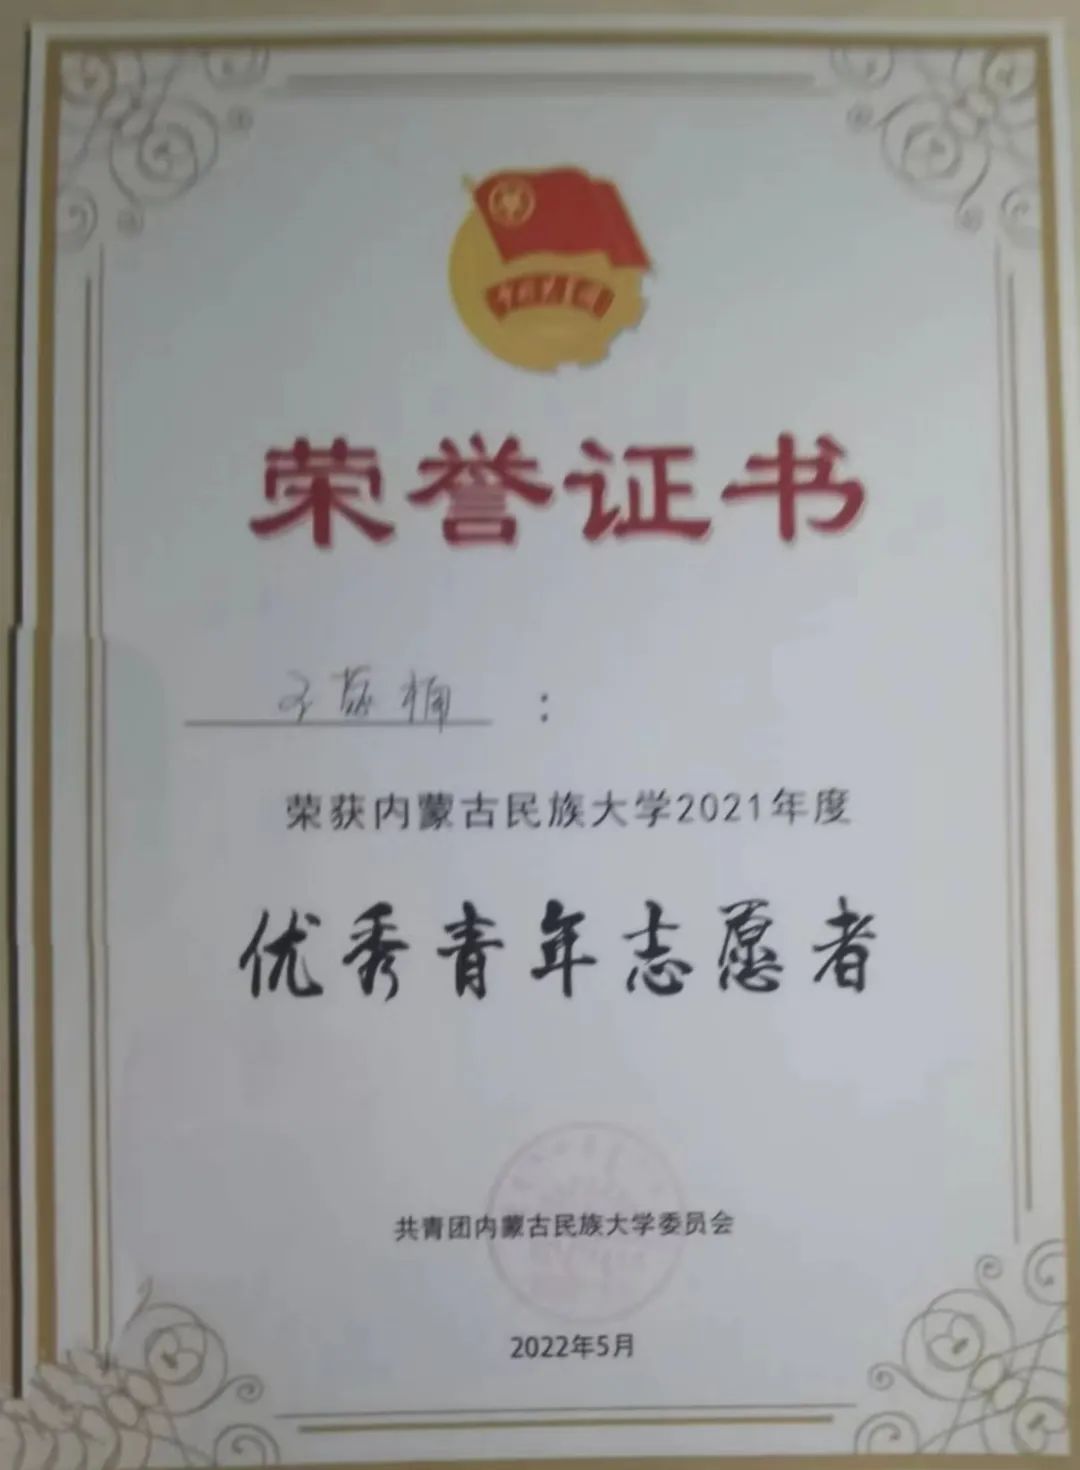 荣誉证书
：
荣获内蒙古民族大学2021年度
优秀青年志愿者
共青团内蒙古民族大学委员会
2022年5月